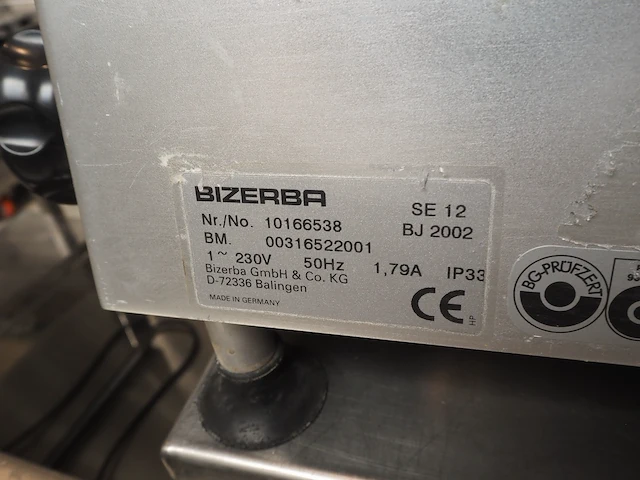 BIZERBA SE 12
Nr./No. 10166538 BJ 2002
BM. 00316522001
1~ 230V 50Hz 1,79A IP33
Bizerba GmbH & Co. KG
D-72336 Balingen
MADE IN GERMANY
CE
HP
BG-PRÜFZERT